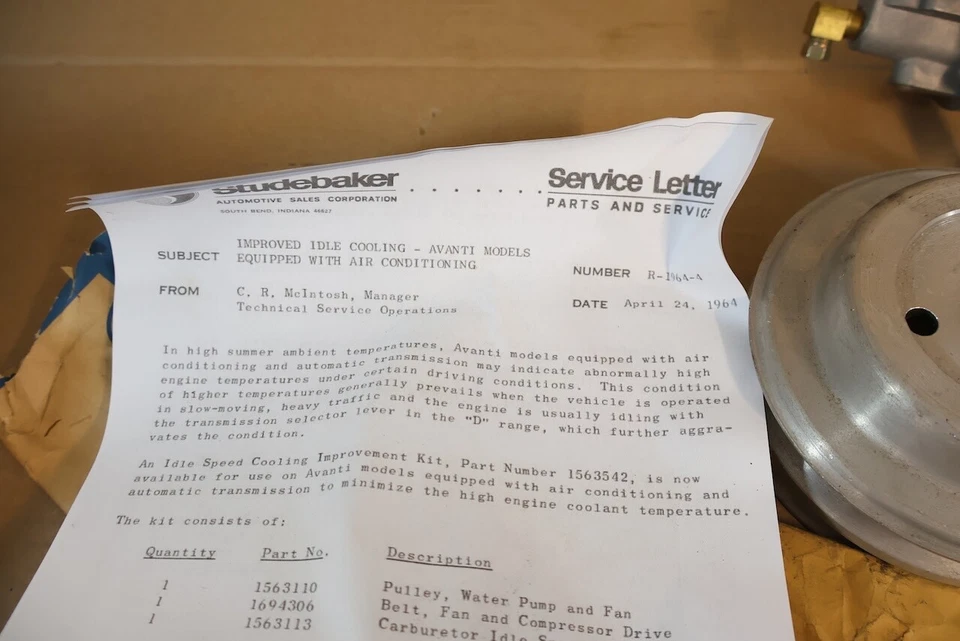 Studebaker . . . . . . . Service Letter
AUTOMOTIVE SALES CORPORATION PARTS AND SERVICE
SOUTH BEND, INDIANA 46627
SUBJECT IMPROVED IDLE COOLING - AVANTI MODELS
EQUIPPED WITH AIR CONDITIONING
NUMBER R-1964-4
FROM C. R. McIntosh, Manager
Technical Service Operations
DATE April 24, 1964
In high summer ambient temperatures, Avanti models equipped with air
conditioning and automatic transmission may indicate abnormally high
engine temperatures under certain driving conditions. This condition
of higher temperatures generally prevails when the vehicle is operated
in slow-moving, heavy traffic and the engine is usually idling with
the transmission selector lever in the "D" range, which further aggra-
vates the condition.
An Idle Speed Cooling Improvement Kit, Part Number 1563542, is now
available for use on Avanti models equipped with air conditioning and
automatic transmission to minimize the high engine coolant temperature.
The kit consists of:
Quantity Part No. Description
1 1563110 Pulley, Water Pump and Fan
1 1694306 Belt, Fan and Compressor Drive
1 1563113 Carburetor Idle